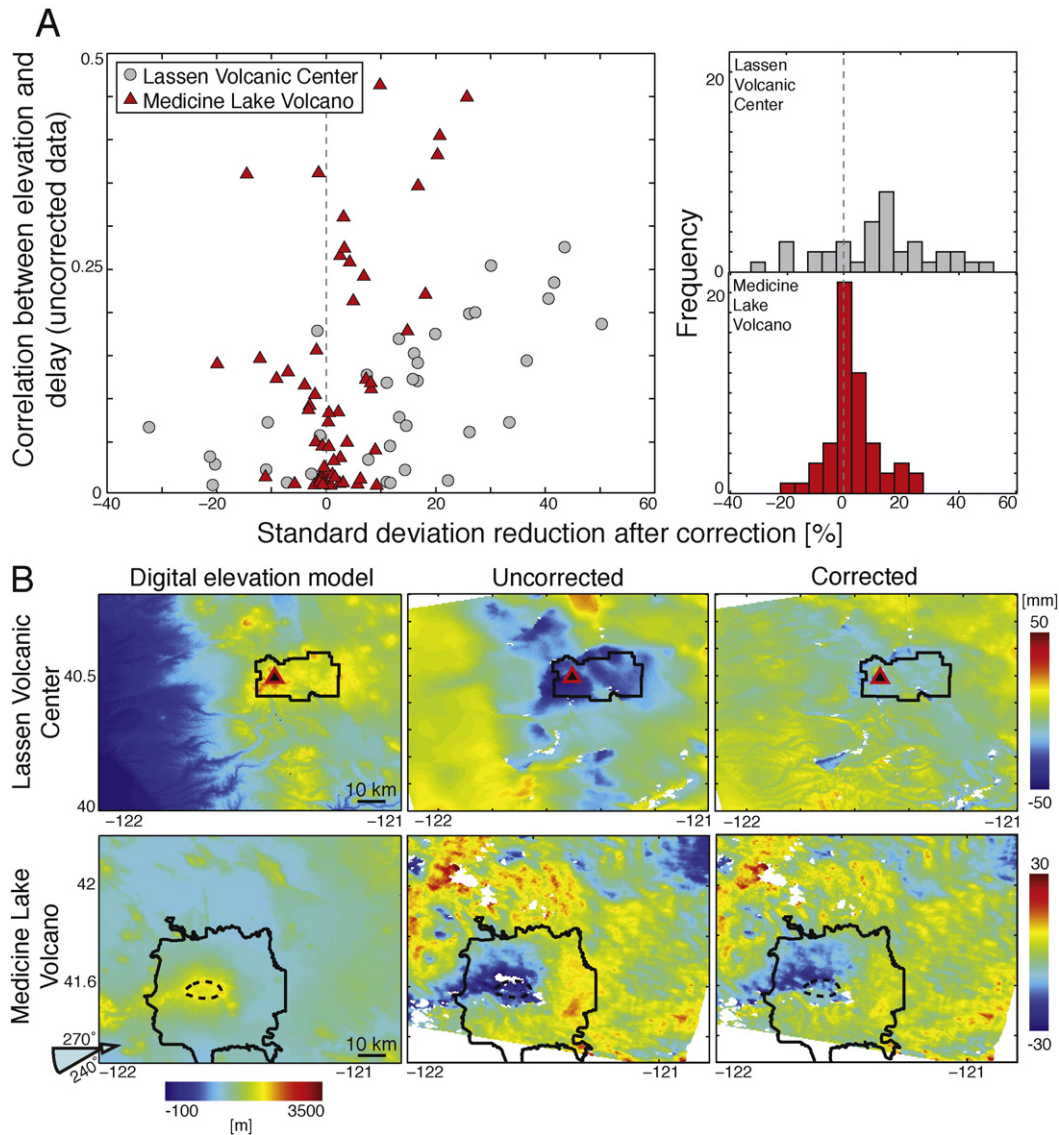 A
Correlation between elevation and
delay (uncorrected data)
0.5
0.25
0
Lassen Volcanic Center
Medicine Lake Volcano
-40 -20 0 20 40 60
Standard deviation reduction after correction [%]
Frequency
20
Lassen
Volcanic
Center
0
20
Medicine
Lake
Volcano
0
-40 -20 0 20 40 60
B
Digital elevation model Uncorrected Corrected
Lassen Volcanic
Center
40.5
40
10 km
-122 -121 -122 -121 -122 -121
[mm]
50
-50
Medicine Lake
Volcano
42
41.6
270°
240°
10 km
-122 -121 -122 -121 -122 -121
30
-30
-100 3500
[m]